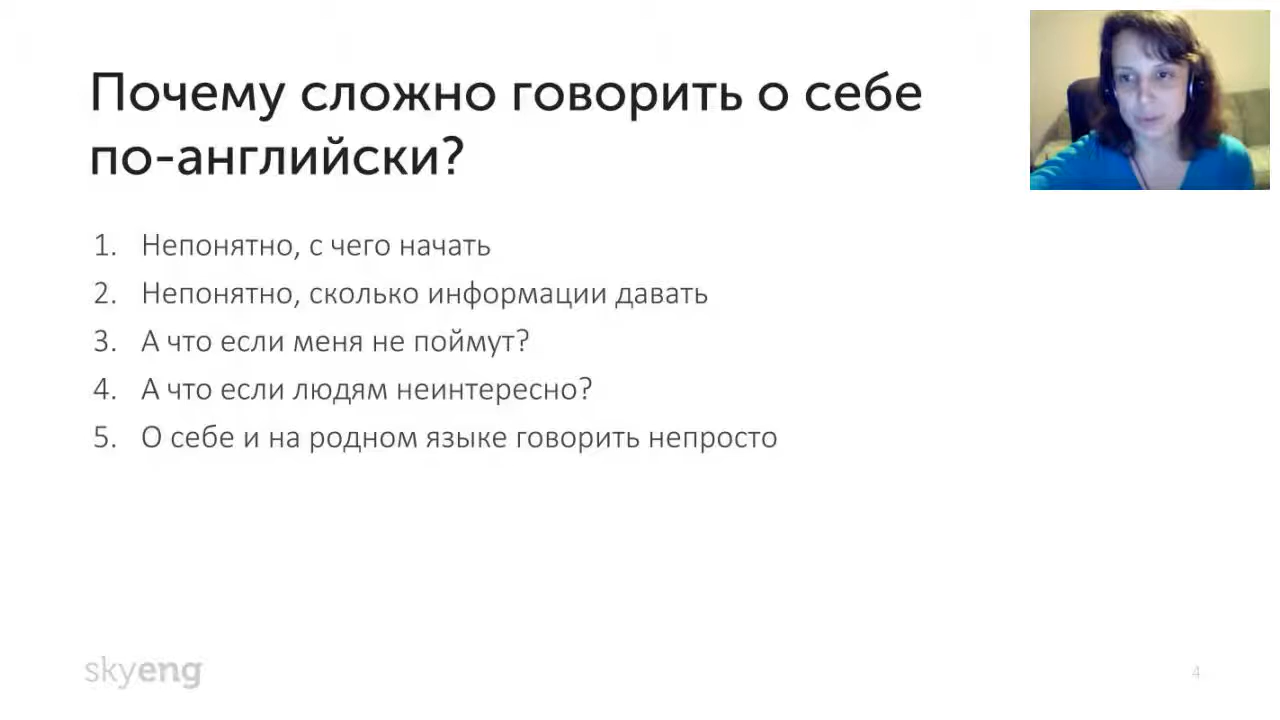 Почему сложно говорить о себе
по-английски?
1. Непонятно, с чего начать
2. Непонятно, сколько информации давать
3. А что если меня не поймут?
4. А что если людям неинтересно?
5. О себе и на родном языке говорить непросто
skyeng
4